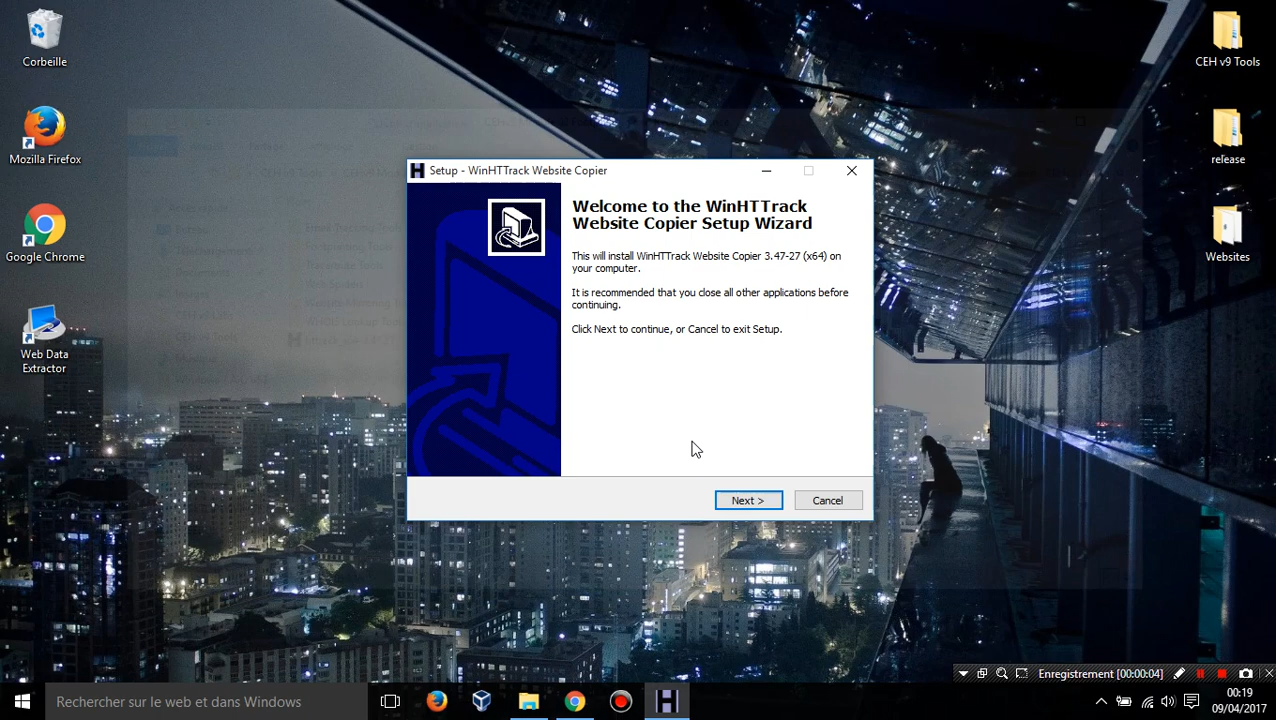 Corbeille
Mozilla Firefox
Google Chrome
Web Data
Extractor
CEH v9 Tools
release
Websites
Setup - WinHTTrack Website Copier
Welcome to the WinHTTrack
Website Copier Setup Wizard
This will install WinHTTrack Website Copier 3.47-27 (x64) on
your computer.
It is recommended that you close all other applications before
continuing.
Click Next to continue, or Cancel to exit Setup.
Next >
Cancel
Enregistrement [00:00:04]
Rechercher sur le web et dans Windows
00:19
09/04/2017